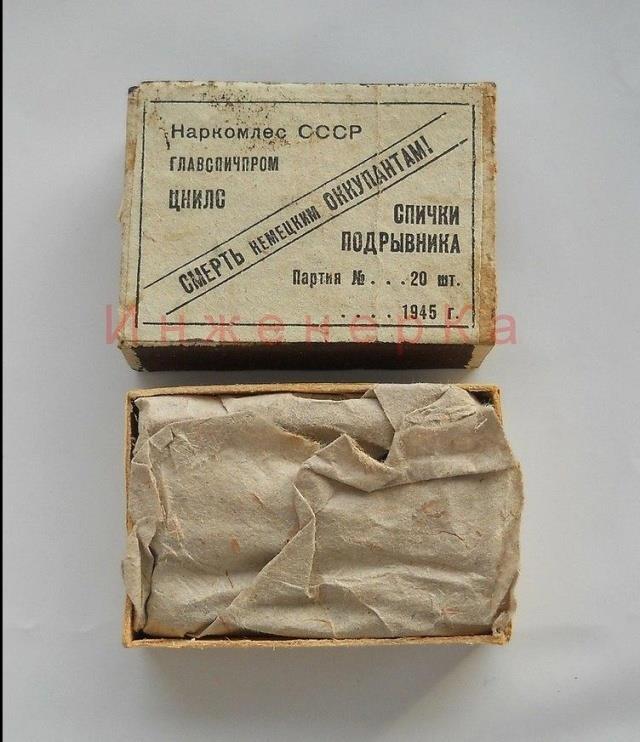 Наркомлес СССР
ГЛАВСПИЧПРОМ
ЦНИЛС
СМЕРТЬ НЕМЕЦКИМ ОККУПАНТАМ!
СПИЧКИ
ПОДРЫВНИКА
Партия №...20 шт.
....1945 г.
ИнженерКа